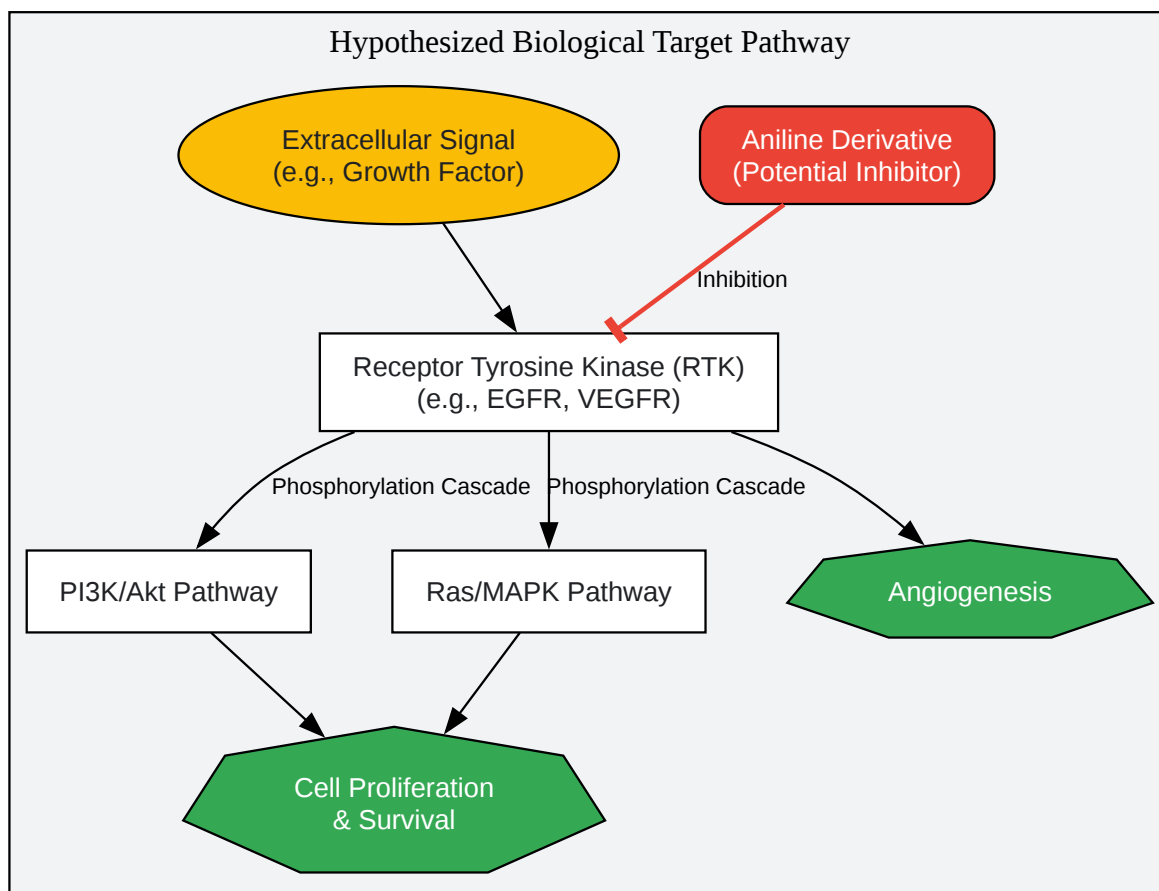 Hypothesized Biological Target Pathway
Extracellular Signal
(e.g., Growth Factor)
Aniline Derivative
(Potential Inhibitor)
Inhibition
Receptor Tyrosine Kinase (RTK)
(e.g., EGFR, VEGFR)
Phosphorylation Cascade
Phosphorylation Cascade
PI3K/Akt Pathway
Ras/MAPK Pathway
Angiogenesis
Cell Proliferation
& Survival